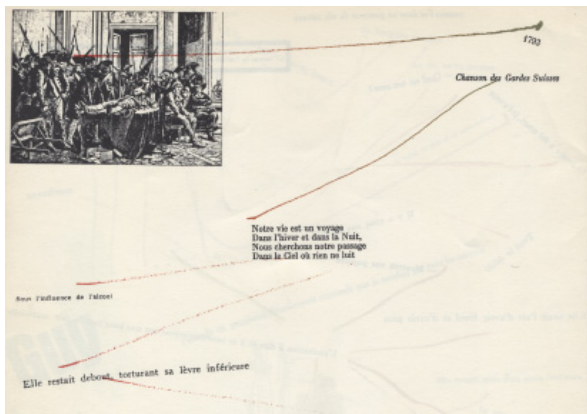 1793
Chanson des Gardes Suisses
Notre vie est un voyage
Dans l'hiver et dans la Nuit,
Nous cherchons notre passage
Dans le Ciel où rien ne luit
Sous l'influence de l'alcool
Elle restait debout, torturant sa lèvre inférieure